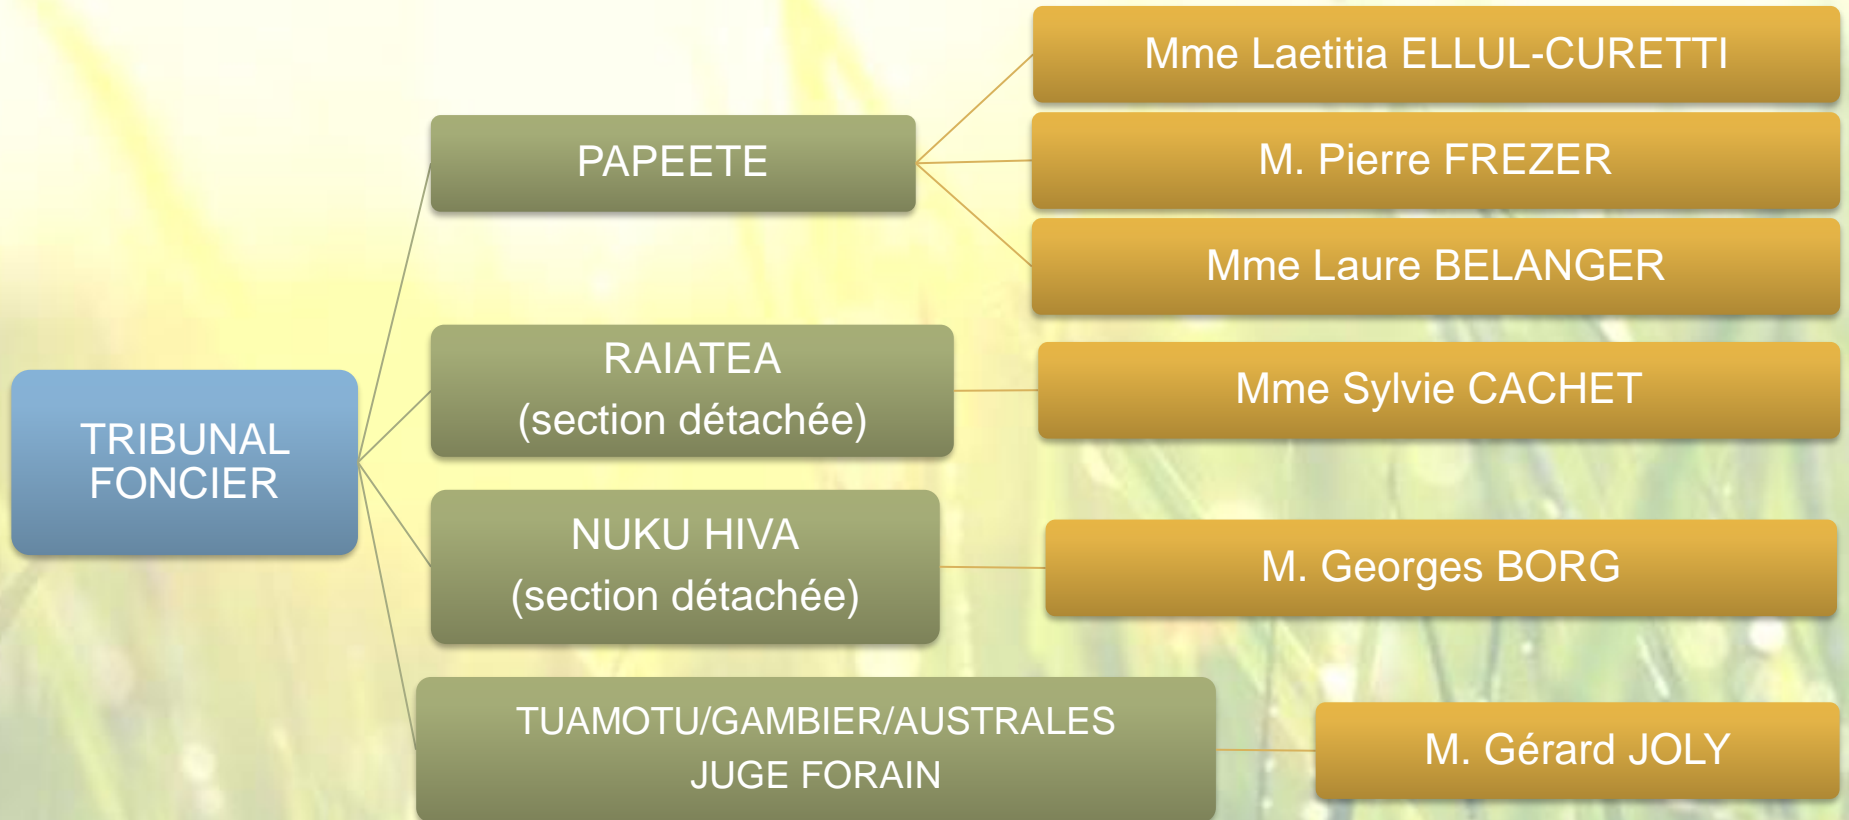 TRIBUNAL
FONCIER
PAPEETE
Mme Laetitia ELLUL-CURETTI
M. Pierre FREZER
Mme Laure BELANGER
RAIATEA
(section détachée)
Mme Sylvie CACHET
NUKU HIVA
(section détachée)
M. Georges BORG
TUAMOTU/GAMBIER/AUSTRALES
JUGE FORAIN
M. Gérard JOLY